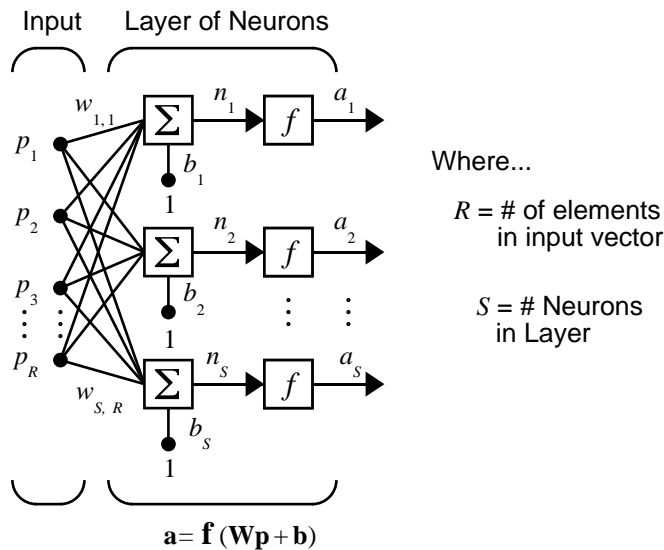 Input Layer of Neurons
w1,1 n1 a1
Σ f
p1
b1
1
Where...
p2 n2 a2
R = # of elements
in input vector
Σ f
p3
b2
S = # Neurons
in Layer
1
pR nS aS
Σ f
wS, R
bS
1
a= f (Wp + b)